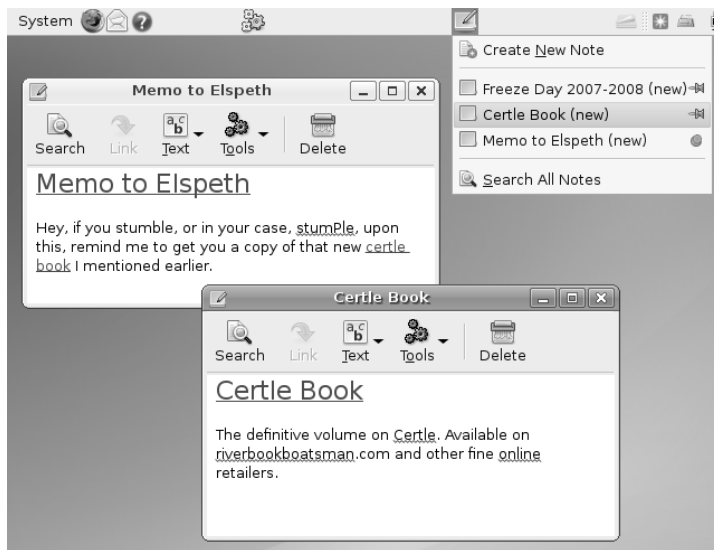 System
Create New Note
Freeze Day 2007-2008 (new)
Certle Book (new)
Memo to Elspeth (new)
Search All Notes
Memo to Elspeth
Search Link Text Tools Delete
Memo to Elspeth
Hey, if you stumble, or in your case, stumPle, upon
this, remind me to get you a copy of that new certle
book I mentioned earlier.
Certle Book
Search Link Text Tools Delete
Certle Book
The definitive volume on Certle. Available on
riverbookboatsman.com and other fine online
retailers.